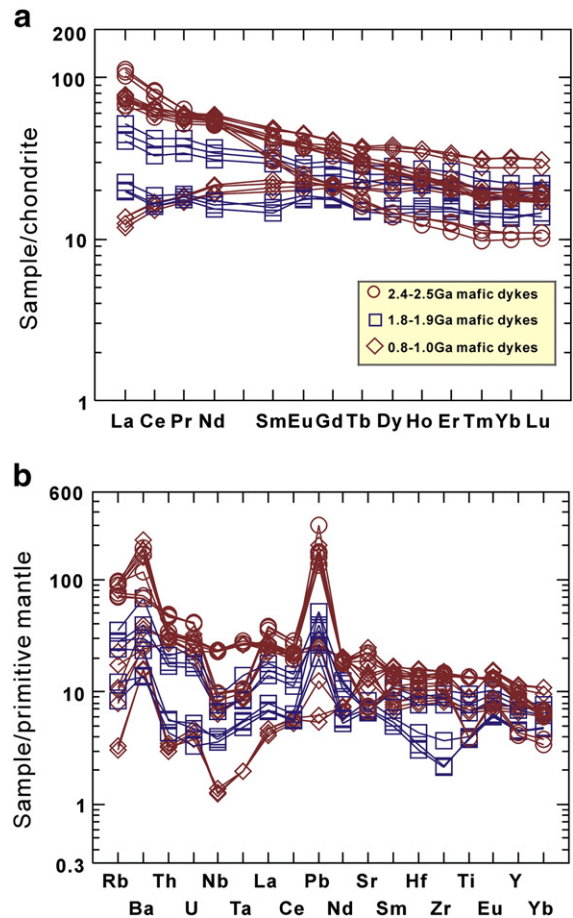 a
200
100
10
1
Sample/chondrite
2.4-2.5Ga mafic dykes
1.8-1.9Ga mafic dykes
0.8-1.0Ga mafic dykes
La Ce Pr Nd Sm Eu Gd Tb Dy Ho Er Tm Yb Lu
b
600
100
10
1
0.3
Sample/primitive mantle
Rb Th Nb La Pb Sr Hf Ti Y
Ba U Ta Ce Nd Sm Zr Eu Yb